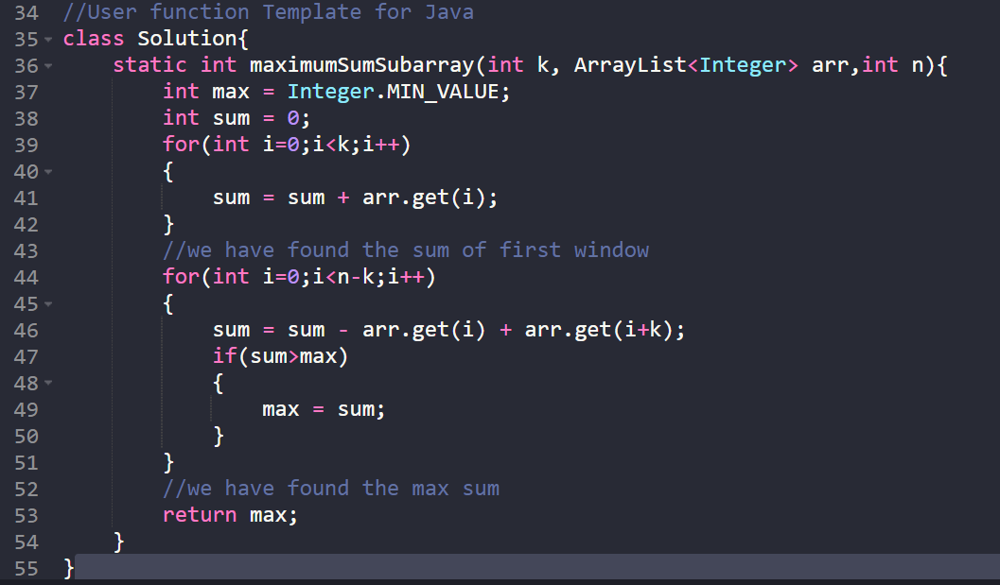 34 //User function Template for Java
35 class Solution{
36     static int maximumSumSubarray(int k, ArrayList<Integer> arr,int n){
37         int max = Integer.MIN_VALUE;
38         int sum = 0;
39         for(int i=0;i<k;i++)
40         {
41             sum = sum + arr.get(i);
42         }
43         //we have found the sum of first window
44         for(int i=0;i<n-k;i++)
45         {
46             sum = sum - arr.get(i) + arr.get(i+k);
47             if(sum>max)
48             {
49                 max = sum;
50             }
51         }
52         //we have found the max sum
53         return max;
54     }
55 }